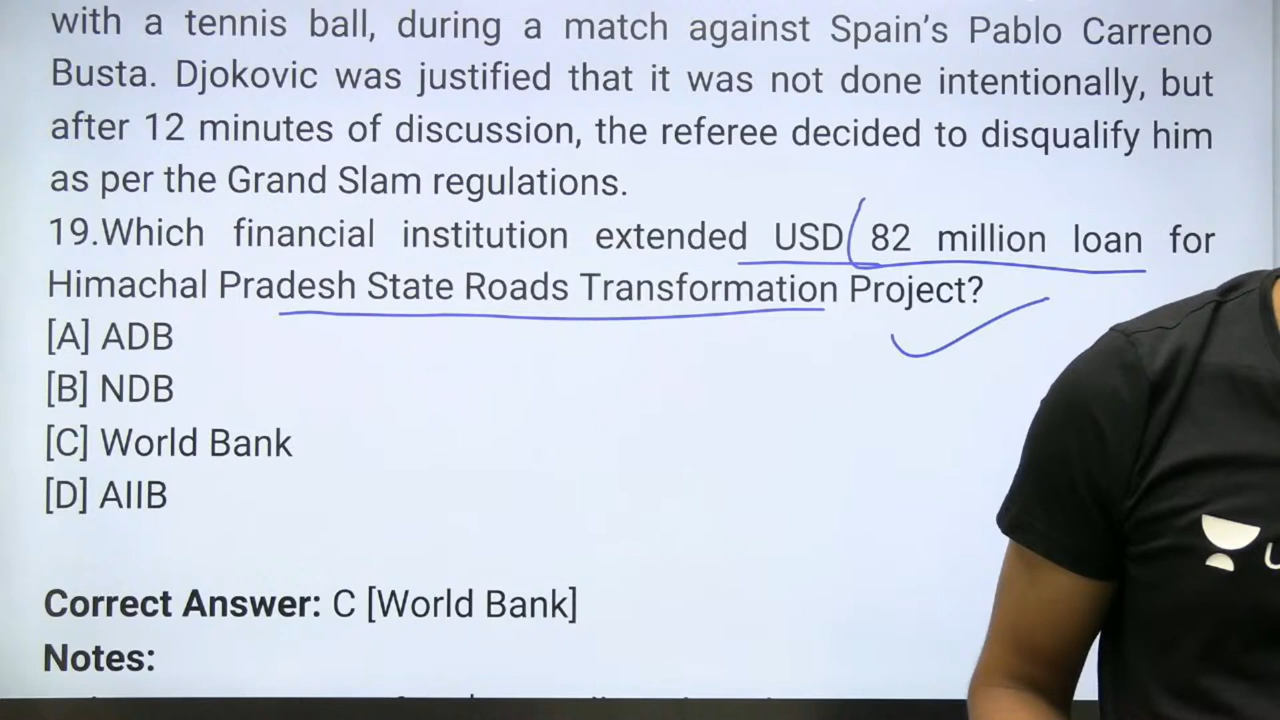 with a tennis ball, during a match against Spain's Pablo Carreno
Busta. Djokovic was justified that it was not done intentionally, but
after 12 minutes of discussion, the referee decided to disqualify him
as per the Grand Slam regulations.
19.Which financial institution extended USD 82 million loan for
Himachal Pradesh State Roads Transformation Project?
[A] ADB
[B] NDB
[C] World Bank
[D] AIIB
Correct Answer: C [World Bank]
Notes: